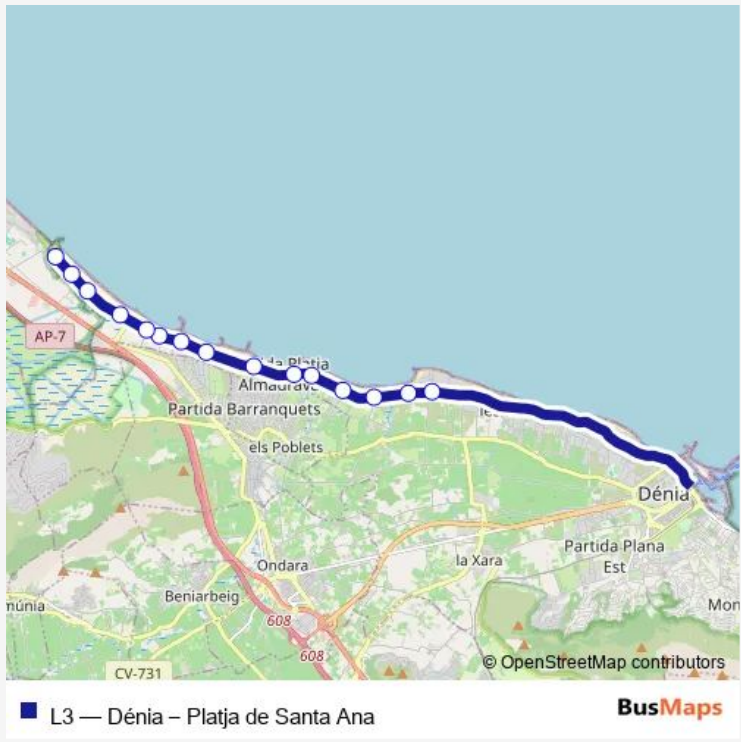 AP-7
Almadrava
Partida Barranquets
els Poblets
Dénia
Partida Plana
Est
la Xara
Ondara
Beniarbeig
608
608
CV-731
© OpenStreetMap contributors
L3 — Dénia – Platja de Santa Ana
BusMaps